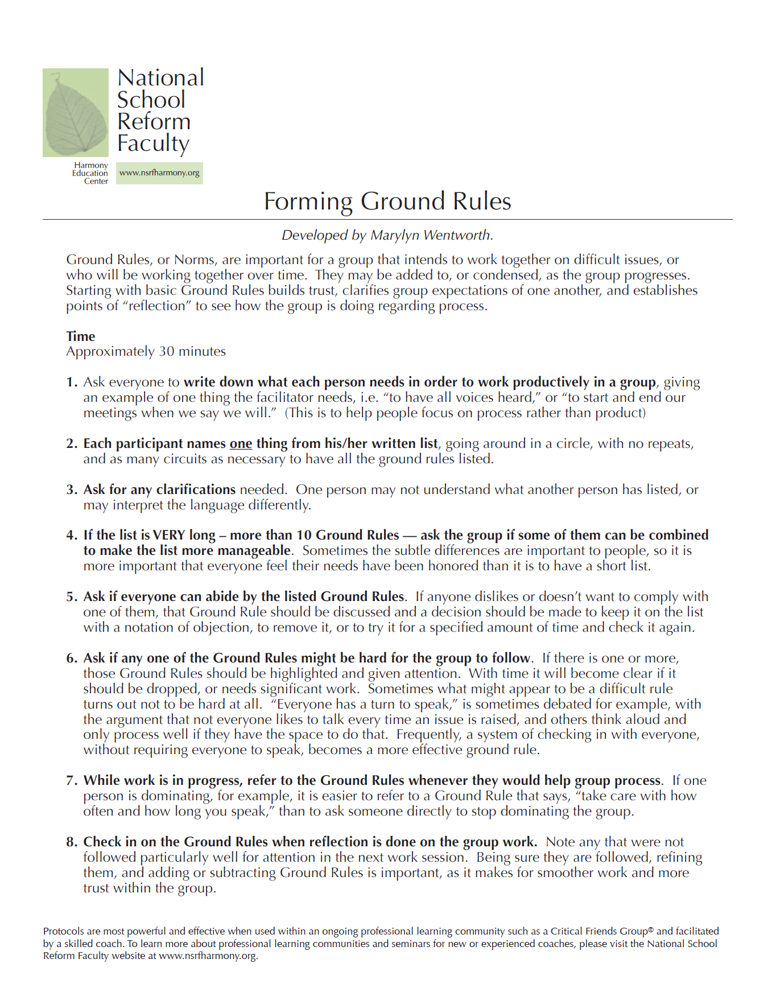 National
School
Reform
Faculty
Harmony
Education
Center
www.nsrfharmony.org
Forming Ground Rules
Developed by Marylyn Wentworth.
Ground Rules, or Norms, are important for a group that intends to work together on difficult issues, or
who will be working together over time.  They may be added to, or condensed, as the group progresses.
Starting with basic Ground Rules builds trust, clarifies group expectations of one another, and establishes
points of “reflection” to see how the group is doing regarding process.
Time
Approximately 30 minutes
1. Ask everyone to write down what each person needs in order to work productively in a group, giving
an example of one thing the facilitator needs, i.e. “to have all voices heard,” or “to start and end our
meetings when we say we will.”  (This is to help people focus on process rather than product)
2. Each participant names one thing from his/her written list, going around in a circle, with no repeats,
and as many circuits as necessary to have all the ground rules listed.
3. Ask for any clarifications needed.  One person may not understand what another person has listed, or
may interpret the language differently.
4. If the list is VERY long – more than 10 Ground Rules — ask the group if some of them can be combined
to make the list more manageable.  Sometimes the subtle differences are important to people, so it is
more important that everyone feel their needs have been honored than it is to have a short list.
5. Ask if everyone can abide by the listed Ground Rules.  If anyone dislikes or doesn’t want to comply with
one of them, that Ground Rule should be discussed and a decision should be made to keep it on the list
with a notation of objection, to remove it, or to try it for a specified amount of time and check it again.
6. Ask if any one of the Ground Rules might be hard for the group to follow.  If there is one or more,
those Ground Rules should be highlighted and given attention.  With time it will become clear if it
should be dropped, or needs significant work.  Sometimes what might appear to be a difficult rule
turns out not to be hard at all.  “Everyone has a turn to speak,” is sometimes debated for example, with
the argument that not everyone likes to talk every time an issue is raised, and others think aloud and
only process well if they have the space to do that.  Frequently, a system of checking in with everyone,
without requiring everyone to speak, becomes a more effective ground rule.
7. While work is in progress, refer to the Ground Rules whenever they would help group process.  If one
person is dominating, for example, it is easier to refer to a Ground Rule that says, “take care with how
often and how long you speak,” than to ask someone directly to stop dominating the group.
8. Check in on the Ground Rules when reflection is done on the group work.  Note any that were not
followed particularly well for attention in the next work session.  Being sure they are followed, refining
them, and adding or subtracting Ground Rules is important, as it makes for smoother work and more
trust within the group.
Protocols are most powerful and effective when used within an ongoing professional learning community such as a Critical Friends Group® and facilitated
by a skilled coach. To learn more about professional learning communities and seminars for new or experienced coaches, please visit the National School
Reform Faculty website at www.nsrfharmony.org.